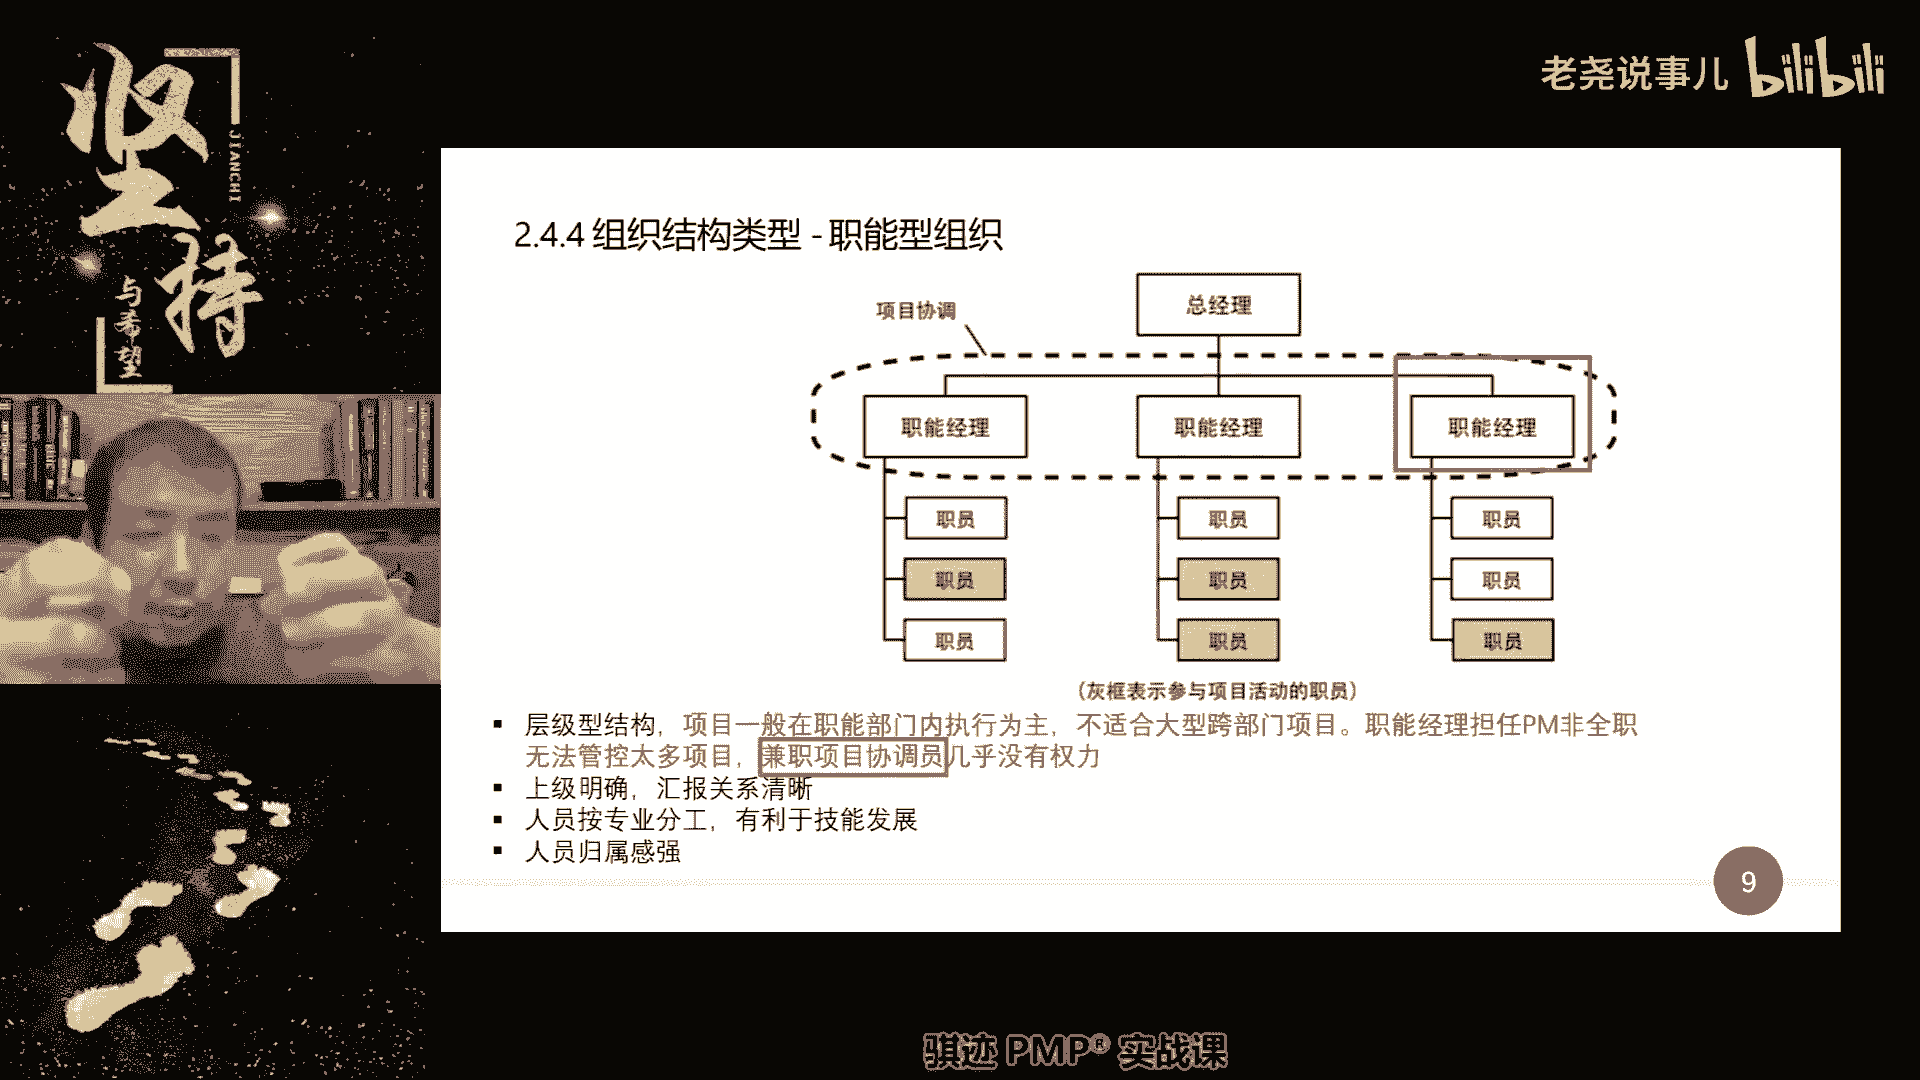 坚持
JIANCHI
与希望
老尧说事儿 bilibili
2.4.4 组织结构类型 - 职能型组织
总经理
项目协调
职能经理 职能经理 职能经理
职员 职员 职员
职员 职员 职员
职员 职员 职员
（灰框表示参与项目活动的职员）
▪ 层级型结构，项目一般在职能部门内执行为主，不适合大型跨部门项目。职能经理担任PM非全职
无法管控太多项目，兼职项目协调员几乎没有权力
▪ 上级明确，汇报关系清晰
▪ 人员按专业分工，有利于技能发展
▪ 人员归属感强
9
骐迹 PMP® 实战课